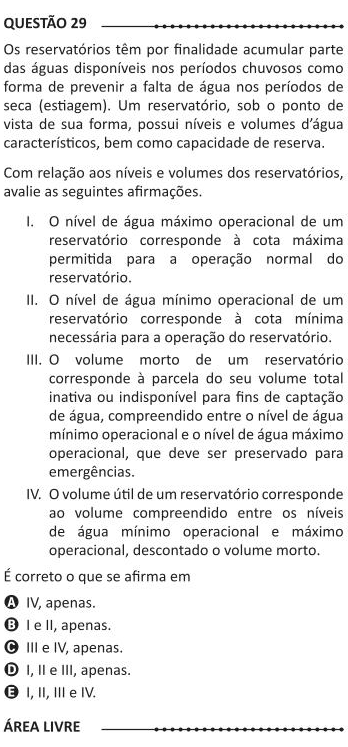 QUESTÃO 29
Os reservatórios têm por finalidade acumular parte
das águas disponíveis nos períodos chuvosos como
forma de prevenir a falta de água nos períodos de
seca (estiagem). Um reservatório, sob o ponto de
vista de sua forma, possui níveis e volumes d'água
característicos, bem como capacidade de reserva.
Com relação aos níveis e volumes dos reservatórios,
avalie as seguintes afirmações.
I. O nível de água máximo operacional de um
reservatório corresponde à cota máxima
permitida para a operação normal do
reservatório.
II. O nível de água mínimo operacional de um
reservatório corresponde à cota mínima
necessária para a operação do reservatório.
III. O volume morto de um reservatório
corresponde à parcela do seu volume total
inativa ou indisponível para fins de captação
de água, compreendido entre o nível de água
mínimo operacional e o nível de água máximo
operacional, que deve ser preservado para
emergências.
IV. O volume útil de um reservatório corresponde
ao volume compreendido entre os níveis
de água mínimo operacional e máximo
operacional, descontado o volume morto.
É correto o que se afirma em
A IV, apenas.
B I e II, apenas.
C III e IV, apenas.
D I, II e III, apenas.
E I, II, III e IV.
ÁREA LIVRE